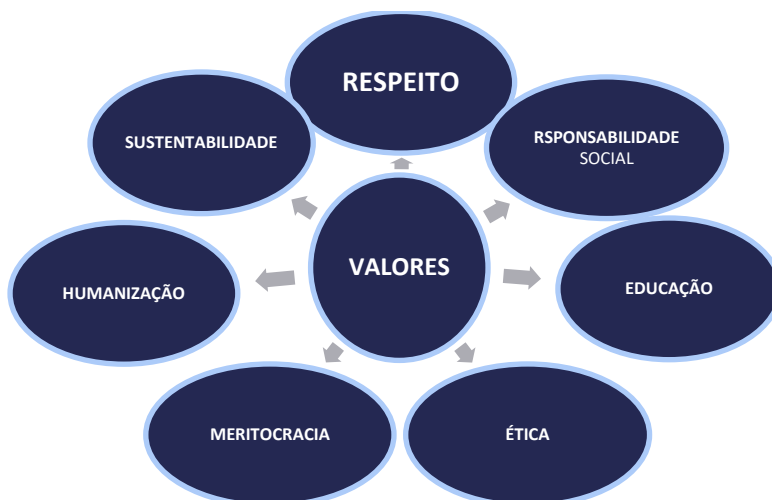 RESPEITO
SUSTENTABILIDADE
RSPONSABILIDADE
SOCIAL
VALORES
HUMANIZAÇÃO
EDUCAÇÃO
MERITOCRACIA
ÉTICA